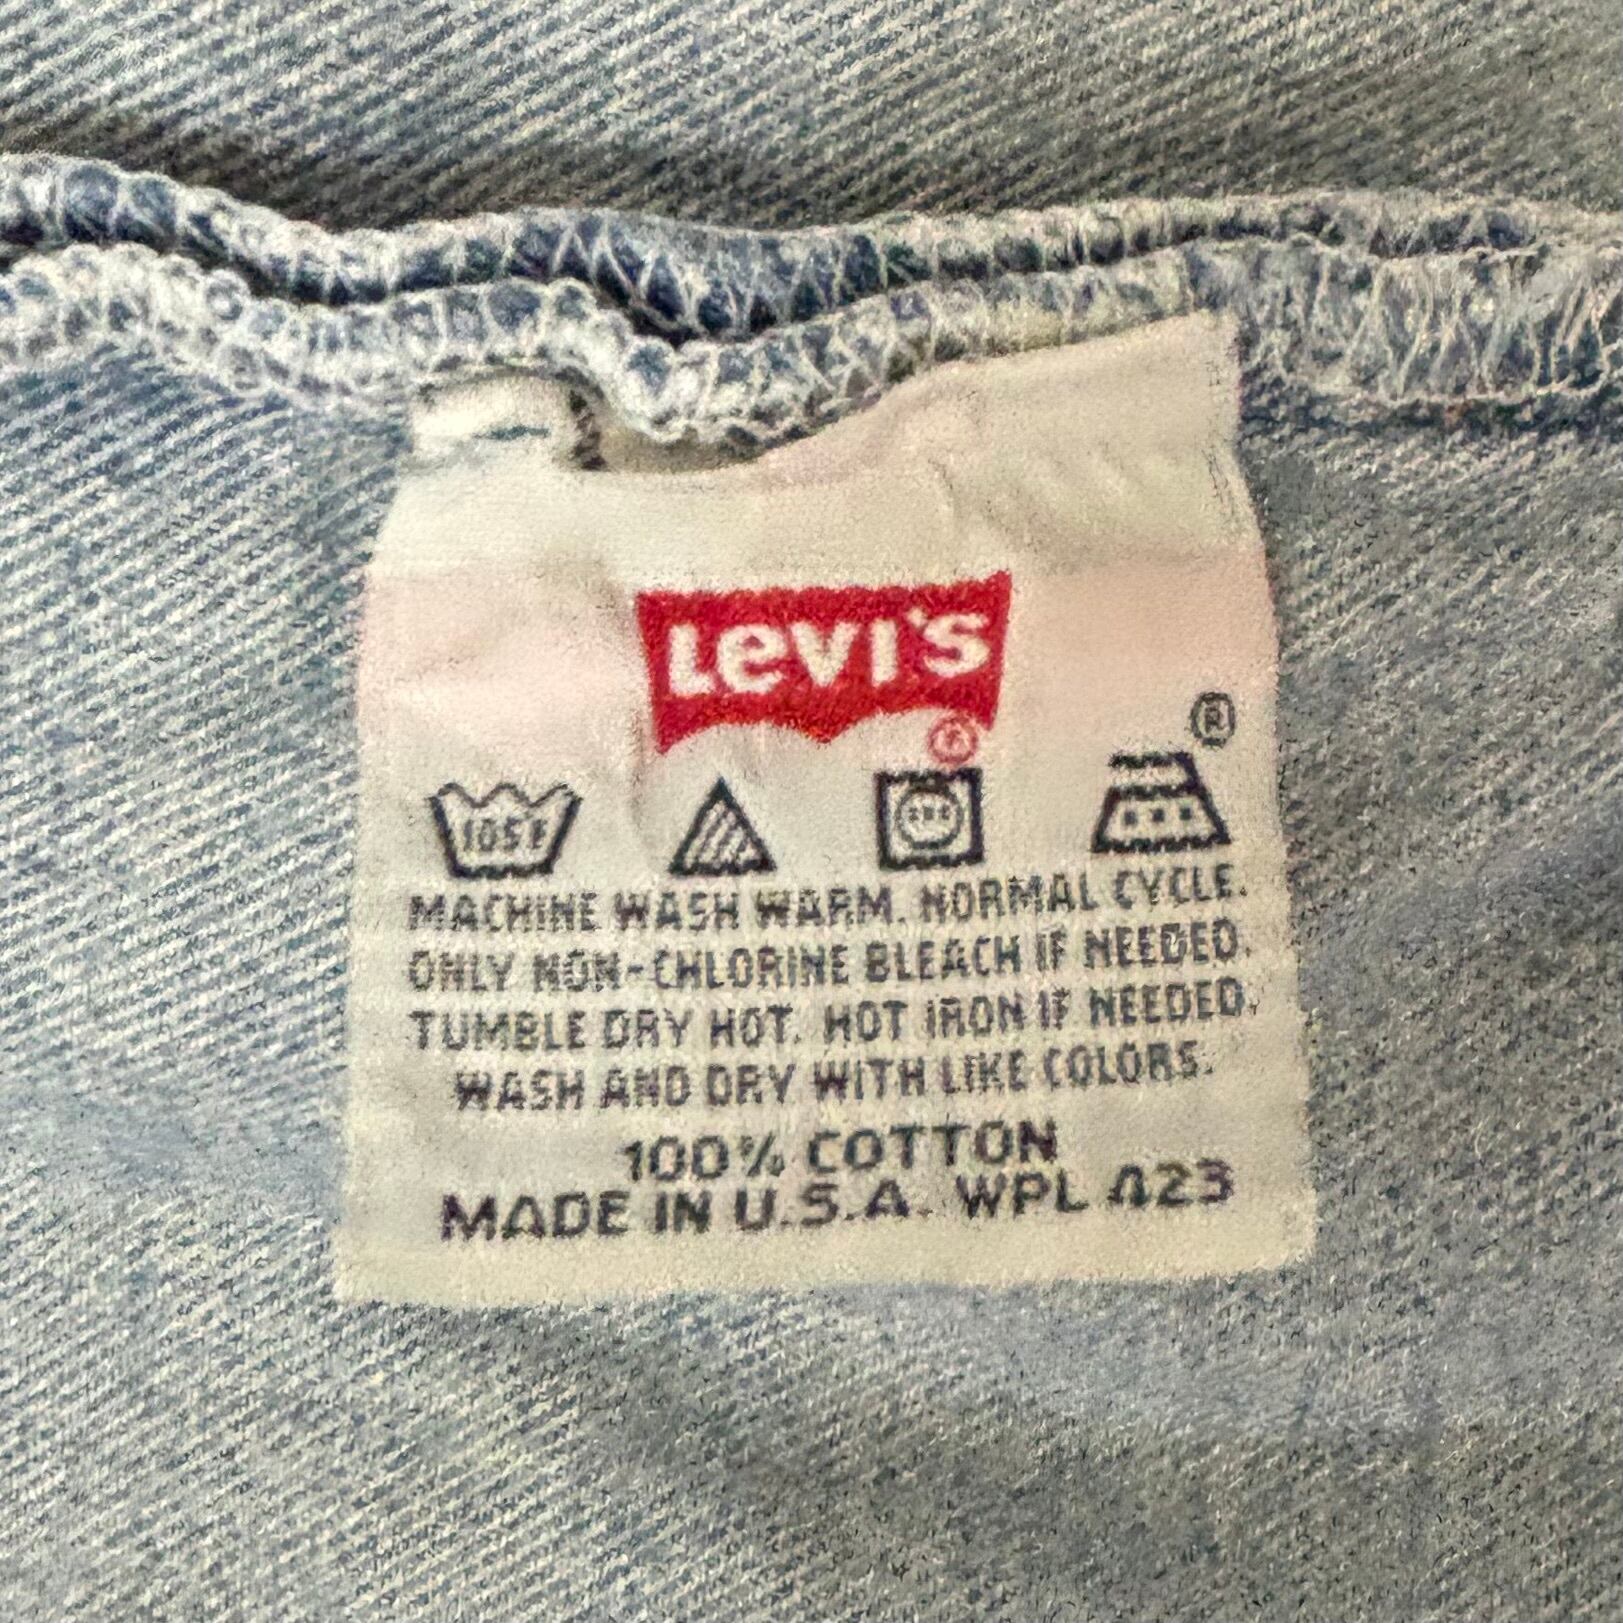 Levi's
®
®
105F
MACHINE WASH WARM. NORMAL CYCLE.
ONLY NON-CHLORINE BLEACH IF NEEDED.
TUMBLE DRY HOT. HOT IRON IF NEEDED.
WASH AND DRY WITH LIKE COLORS.
100% COTTON
MADE IN U.S.A. WPL 423